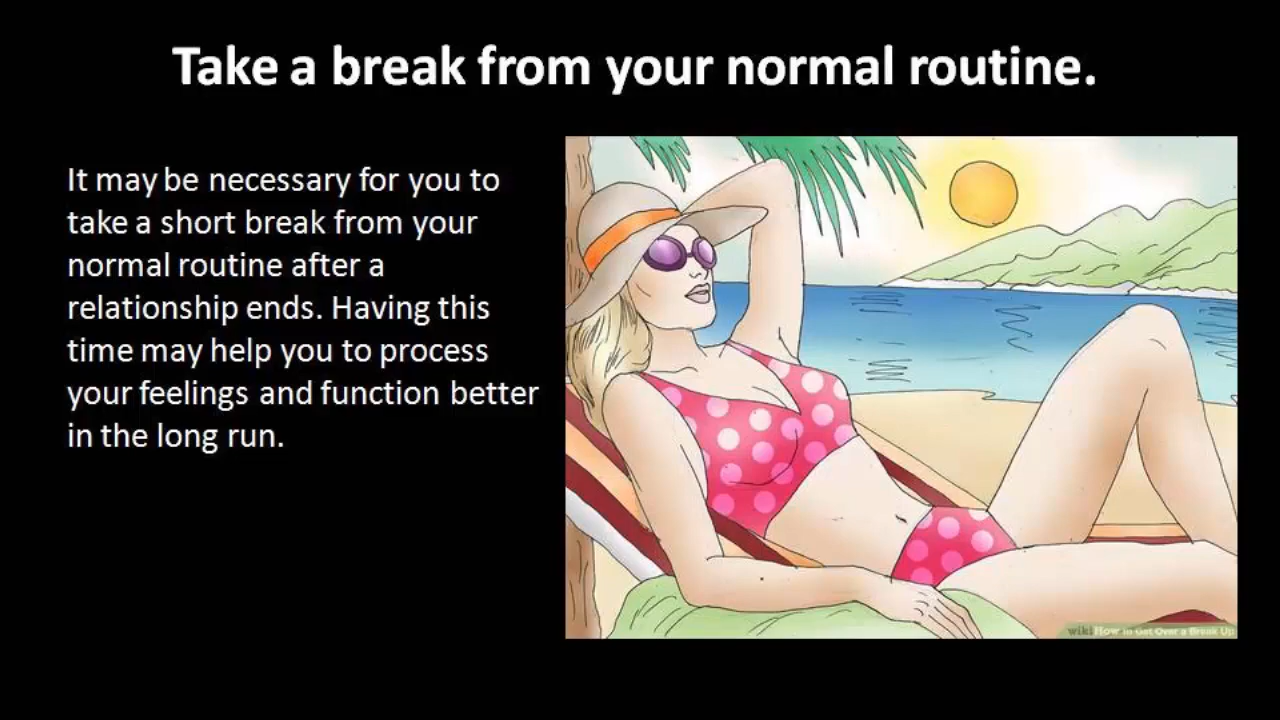 Take a break from your normal routine.
It may be necessary for you to
take a short break from your
normal routine after a
relationship ends. Having this
time may help you to process
your feelings and function better
in the long run.
wikiHow to Get Over a Break Up